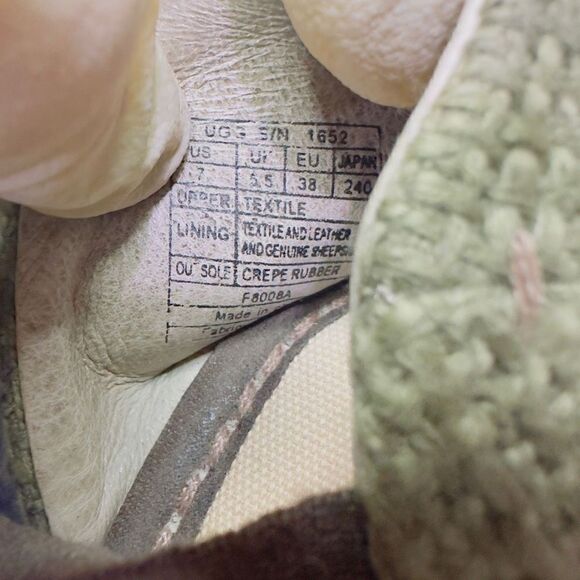 UGG S/N 1652
US UK EU JAPAN
7 5.5 38 240
UPPER TEXTILE
LINING TEXTILE AND LEATHER
AND GENUINE
OUTSOLE CREPE RUBBER
F8008A
Made in